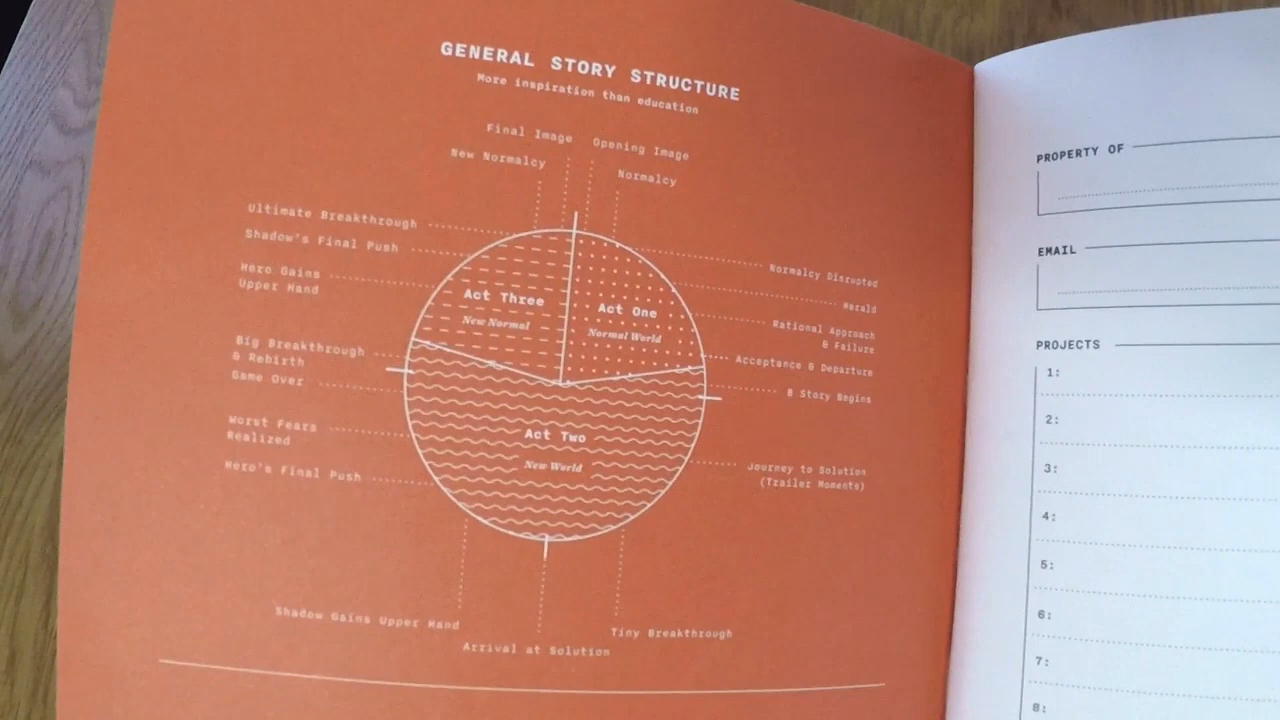 GENERAL STORY STRUCTURE
More inspiration than education
Final Image
Opening Image
New Normalcy
Normalcy
Ultimate Breakthrough
Shadow's Final Push
Hero Gains
Upper Hand
Big Breakthrough
& Rebirth
Game Over
Worst Fears
Realized
Hero's Final Push
Shadow Gains Upper Hand
Arrival at Solution
Tiny Breakthrough
Act Three
New Normal
Act One
Normal World
Act Two
New World
Normalcy Disrupted
Herald
Rational Approach
& Failure
Acceptance & Departure
B Story Begins
Journey to Solution
(Trailer Moments)
PROPERTY OF
EMAIL
PROJECTS
1:
2:
3:
4:
5:
6:
7:
8: